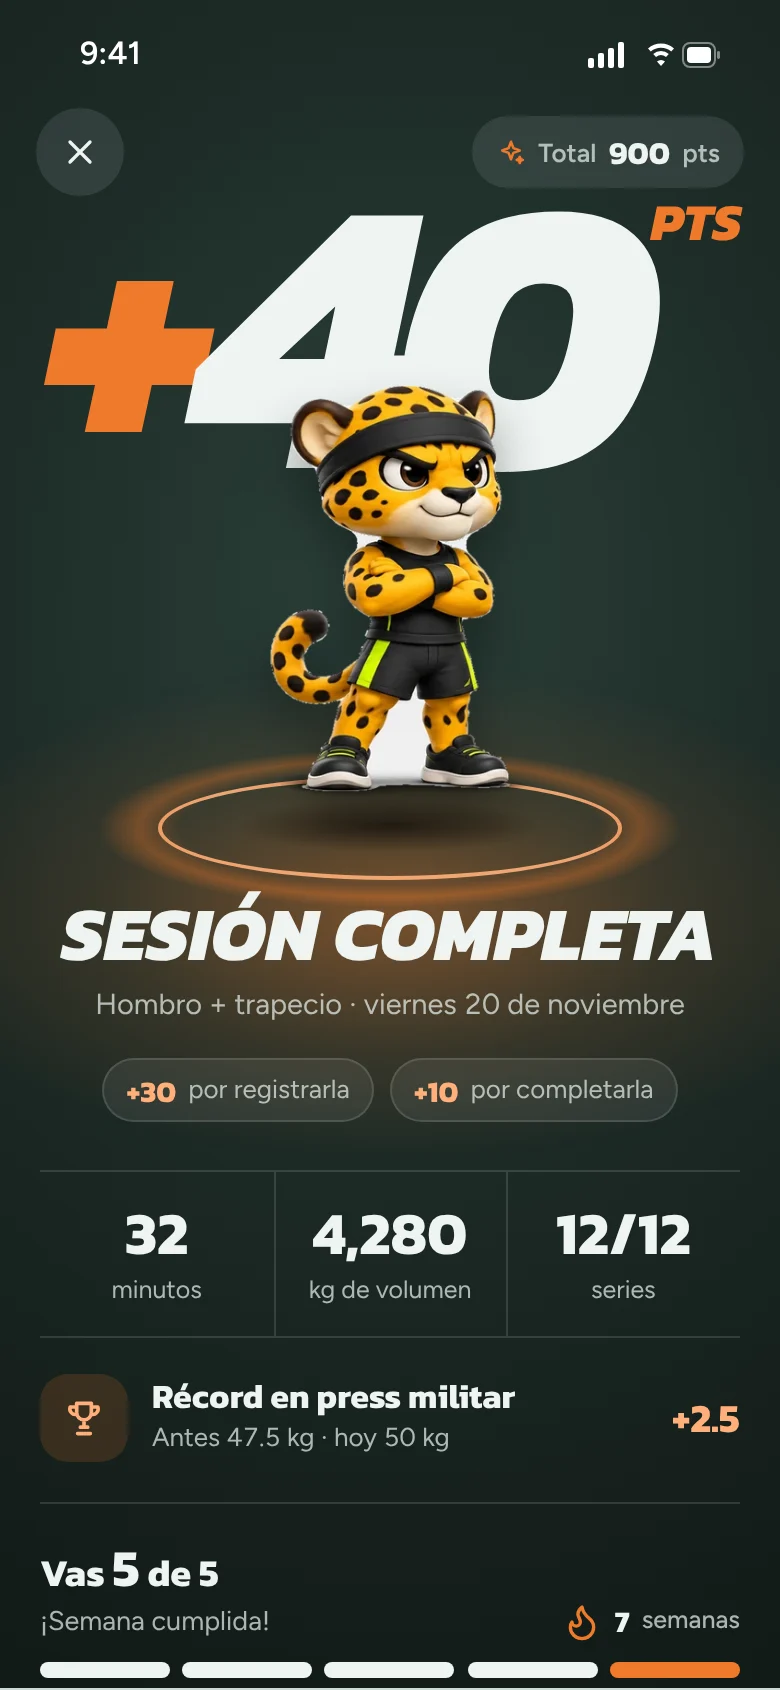 9:41
Total 900 pts
+40 PTS
SESIÓN COMPLETA
Hombro + trapecio · viernes 20 de noviembre
+30 por registrarla
+10 por completarla
32
minutos
4,280
kg de volumen
12/12
series
Récord en press militar
Antes 47.5 kg · hoy 50 kg
+2.5
Vas 5 de 5
¡Semana cumplida!
7 semanas